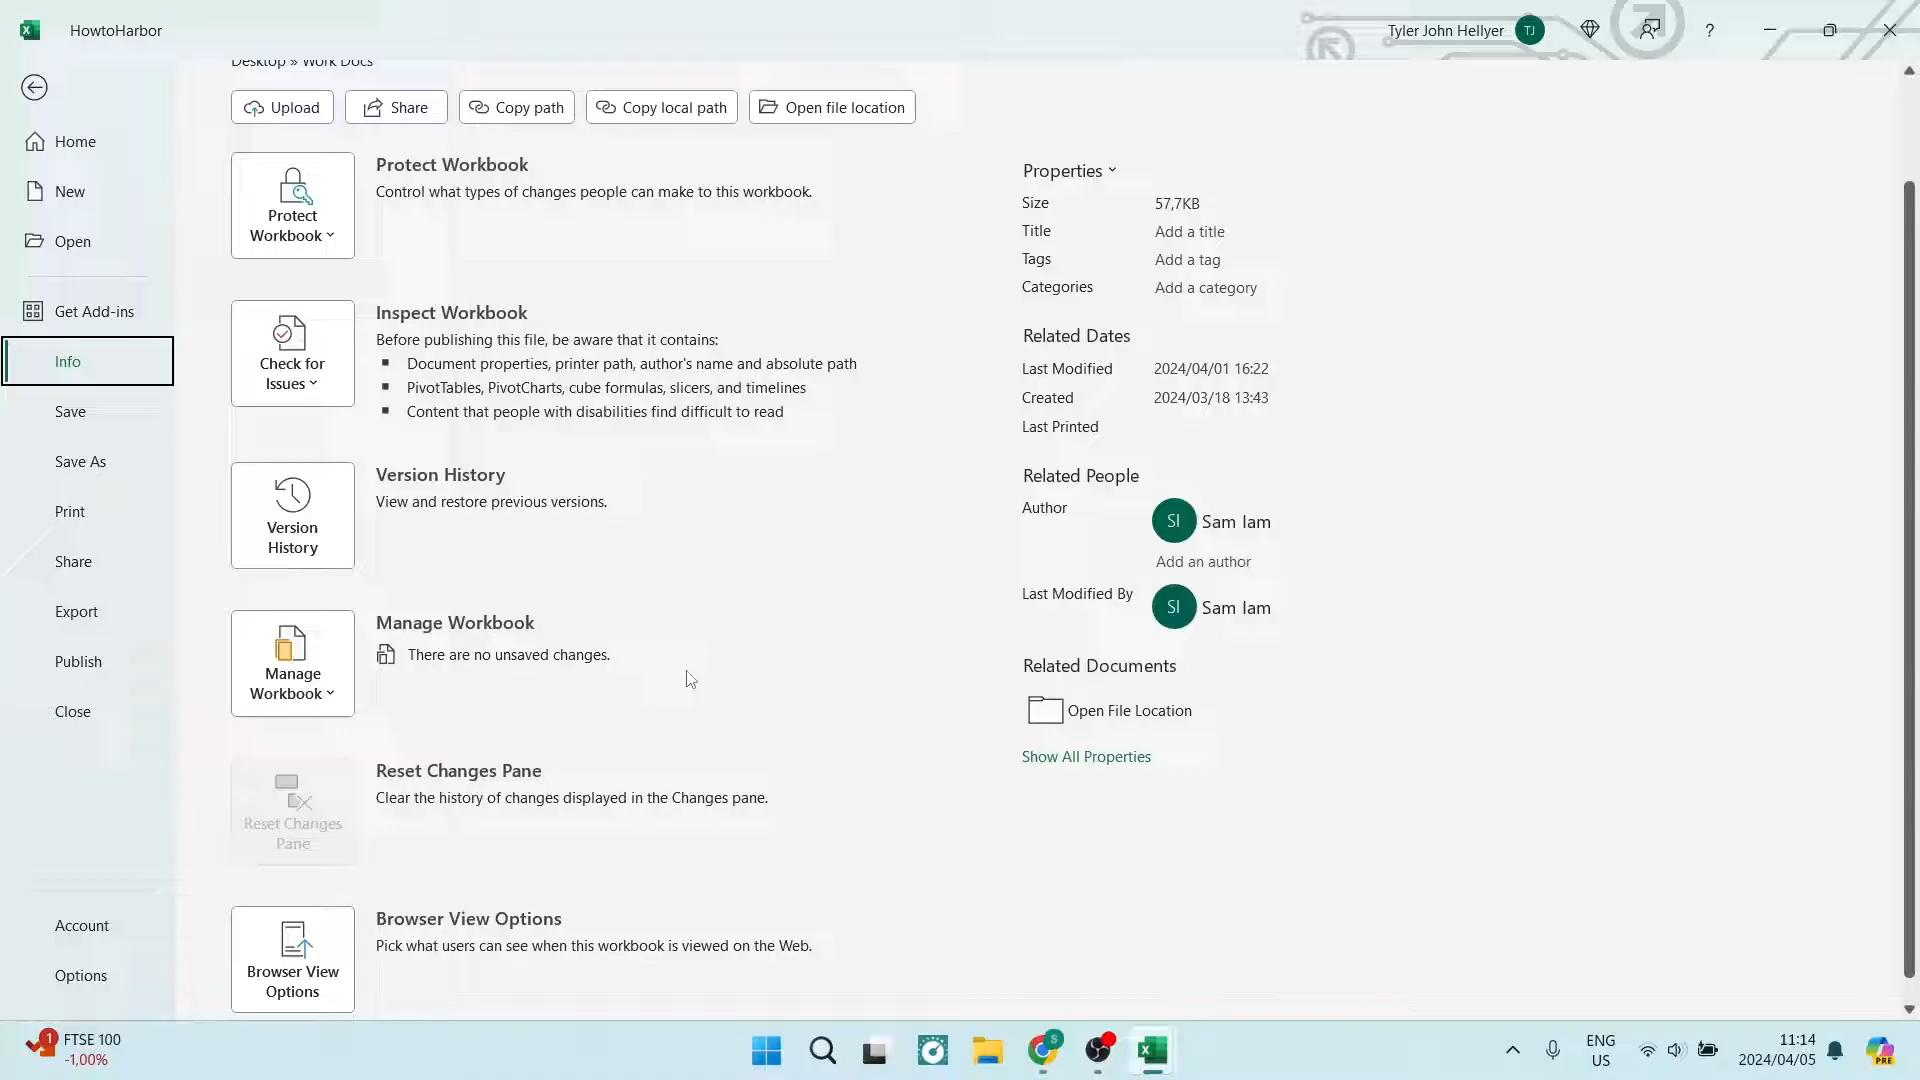 HowtoHarbor
Tyler John Hellyer
TJ
?
Desktop » Work Docs
Upload
Share
Copy path
Copy local path
Open file location
Home
New
Open
Get Add-ins
Info
Save
Save As
Print
Share
Export
Publish
Close
Account
Options
Protect
Workbook
Protect Workbook
Control what types of changes people can make to this workbook.
Check for
Issues
Inspect Workbook
Before publishing this file, be aware that it contains:
Document properties, printer path, author's name and absolute path
PivotTables, PivotCharts, cube formulas, slicers, and timelines
Content that people with disabilities find difficult to read
Version
History
Version History
View and restore previous versions.
Manage
Workbook
Manage Workbook
There are no unsaved changes.
Reset Changes
Pane
Reset Changes Pane
Clear the history of changes displayed in the Changes pane.
Browser View
Options
Browser View Options
Pick what users can see when this workbook is viewed on the Web.
Properties
Size 57,7KB
Title Add a title
Tags Add a tag
Categories Add a category
Related Dates
Last Modified 2024/04/01 16:22
Created 2024/03/18 13:43
Last Printed
Related People
Author SI Sam Iam
Add an author
Last Modified By SI Sam Iam
Related Documents
Open File Location
Show All Properties
1 FTSE 100
-1,00%
S
ENG
US
11:14
2024/04/05
PRE